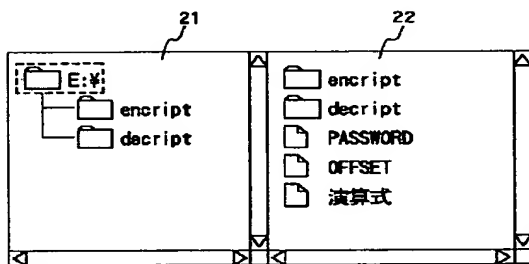 21
22
E:¥
encript
decript
encript
decript
PASSWORD
OFFSET
演算式